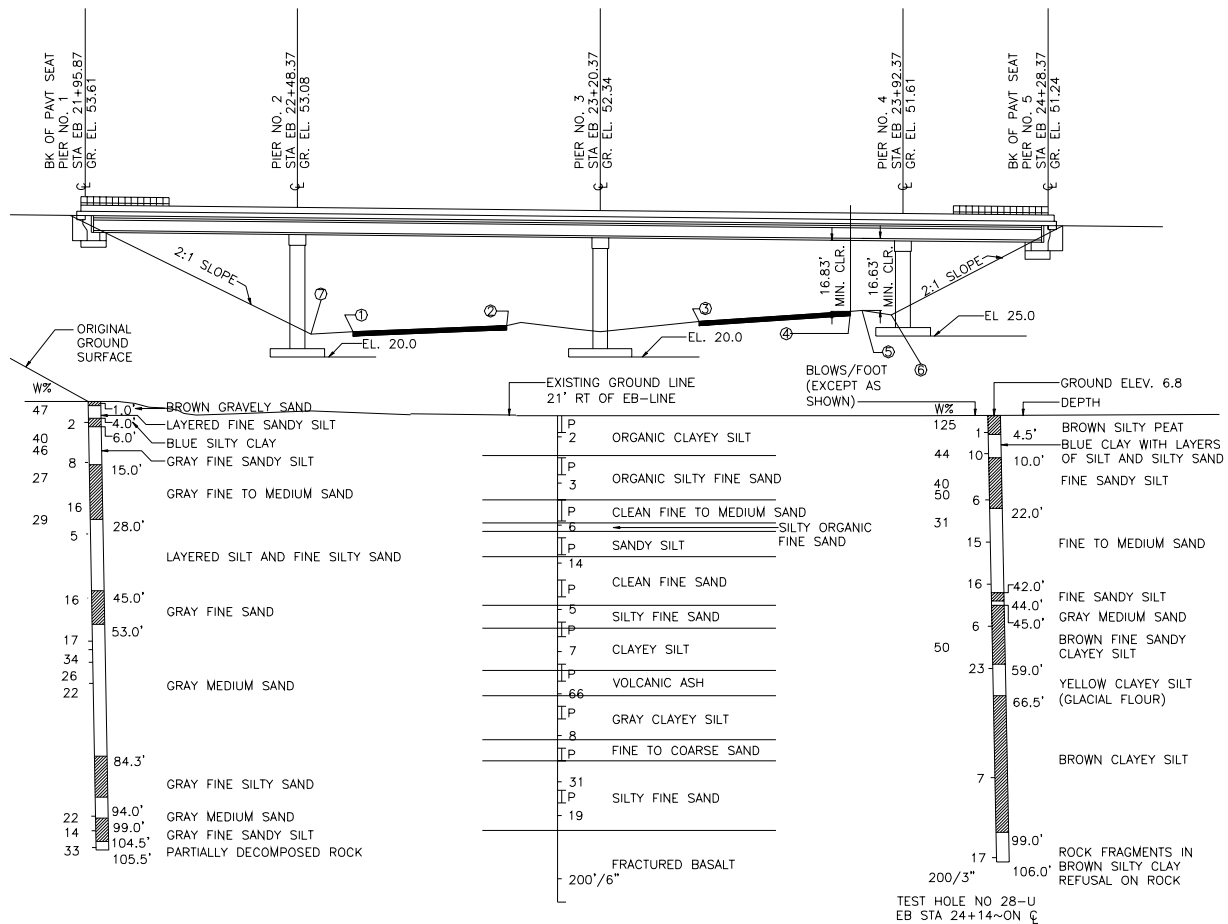 BK OF PAVT SEAT
PIER NO. 1
STA EB 21+95.87
GR. EL. 53.61
PIER NO. 2
STA EB 22+48.37
GR. EL. 53.08
PIER NO. 3
STA EB 23+20.37
GR. EL. 52.34
PIER NO. 4
STA EB 23+92.37
GR. EL. 51.61
BK OF PAVT SEAT
PIER NO. 5
STA EB 24+28.37
GR. EL. 51.24
℄
℄
℄
℄
℄
2:1 SLOPE
16.83'
MIN. CLR.
16.63'
MIN. CLR.
2:1 SLOPE
⑦
①
②
③
④
⑤
⑥
EL. 20.0
EL. 20.0
EL 25.0
ORIGINAL
GROUND
SURFACE
W%
47
2
40
46
8
27
16
29
5
16
17
34
26
22
22
14
33
1.0'
4.0'
6.0'
15.0'
28.0'
45.0'
53.0'
84.3'
94.0'
99.0'
104.5'
105.5'
BROWN GRAVELY SAND
LAYERED FINE SANDY SILT
BLUE SILTY CLAY
GRAY FINE SANDY SILT
GRAY FINE TO MEDIUM SAND
LAYERED SILT AND FINE SILTY SAND
GRAY FINE SAND
GRAY MEDIUM SAND
GRAY FINE SILTY SAND
GRAY MEDIUM SAND
GRAY FINE SANDY SILT
PARTIALLY DECOMPOSED ROCK
EXISTING GROUND LINE
21' RT OF EB-LINE
P
2
ORGANIC CLAYEY SILT
P
3
ORGANIC SILTY FINE SAND
P
CLEAN FINE TO MEDIUM SAND
6
SILTY ORGANIC
FINE SAND
P
SANDY SILT
14
P
CLEAN FINE SAND
5
SILTY FINE SAND
P
7
CLAYEY SILT
P
VOLCANIC ASH
66
P
GRAY CLAYEY SILT
8
P
FINE TO COARSE SAND
31
P
SILTY FINE SAND
19
FRACTURED BASALT
200'/6"
BLOWS/FOOT
(EXCEPT AS
SHOWN)
GROUND ELEV. 6.8
DEPTH
W%
125
1
44
10
40
50
6
31
15
16
6
50
23
7
17
200/3"
4.5'
10.0'
22.0'
42.0'
44.0'
45.0'
59.0'
66.5'
99.0'
106.0'
BROWN SILTY PEAT
BLUE CLAY WITH LAYERS
OF SILT AND SILTY SAND
FINE SANDY SILT
FINE TO MEDIUM SAND
FINE SANDY SILT
GRAY MEDIUM SAND
BROWN FINE SANDY
CLAYEY SILT
YELLOW CLAYEY SILT
(GLACIAL FLOUR)
BROWN CLAYEY SILT
ROCK FRAGMENTS IN
BROWN SILTY CLAY
REFUSAL ON ROCK
TEST HOLE NO 28-U
EB STA 24+14~ON ℄